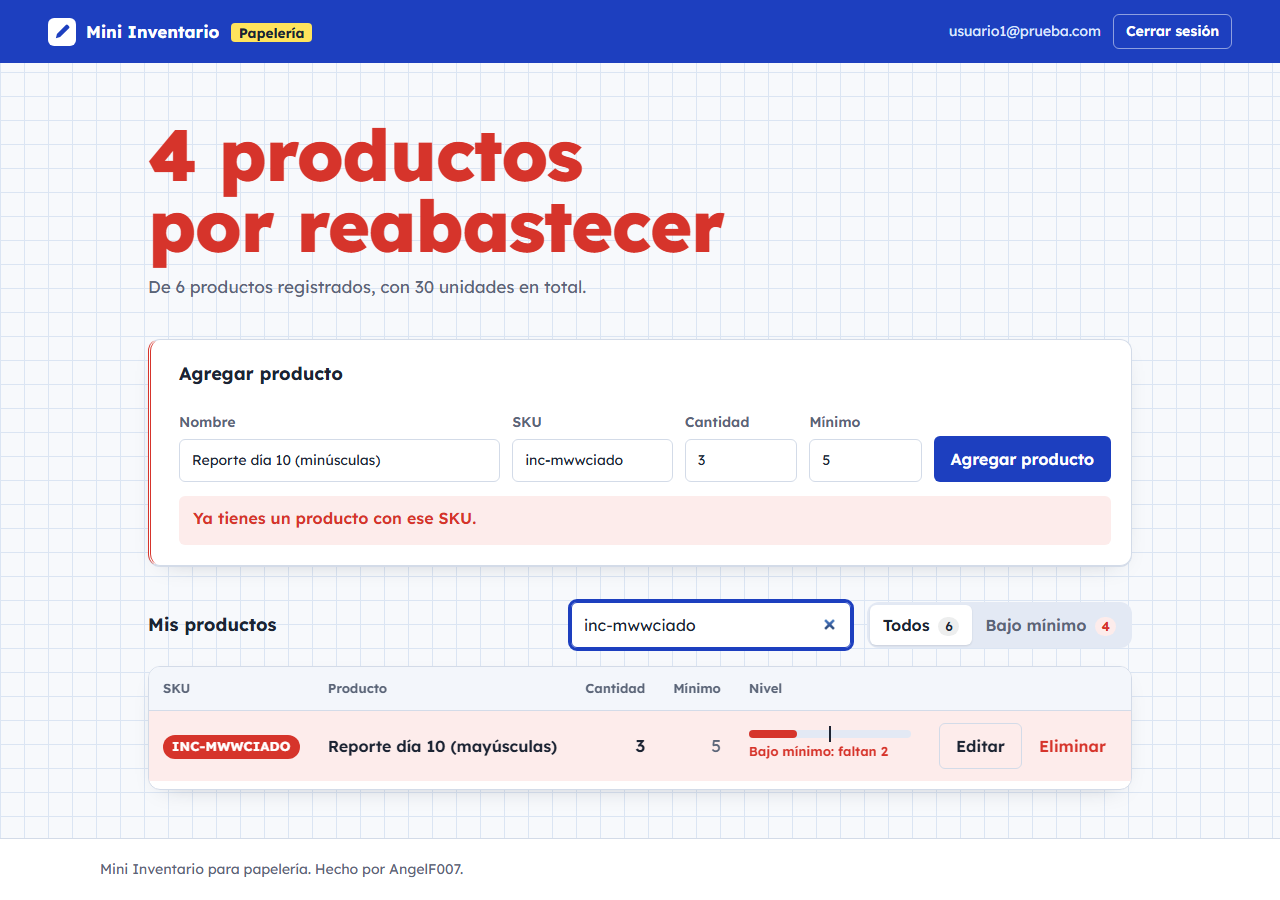 Mini Inventario Papelería usuario1@prueba.com Cerrar sesión
4 productos
por reabastecer
De 6 productos registrados, con 30 unidades en total.
Agregar producto
Nombre SKU Cantidad Mínimo
Reporte día 10 (minúsculas) inc-mwwciado 3 5 Agregar producto
Ya tienes un producto con ese SKU.
Mis productos inc-mwwciado Todos 6 Bajo mínimo 4
SKU Producto Cantidad Mínimo Nivel
INC-MWWCIADO Reporte día 10 (mayúsculas) 3 5 Bajo mínimo: faltan 2 Editar Eliminar
Mini Inventario para papelería. Hecho por AngelF007.